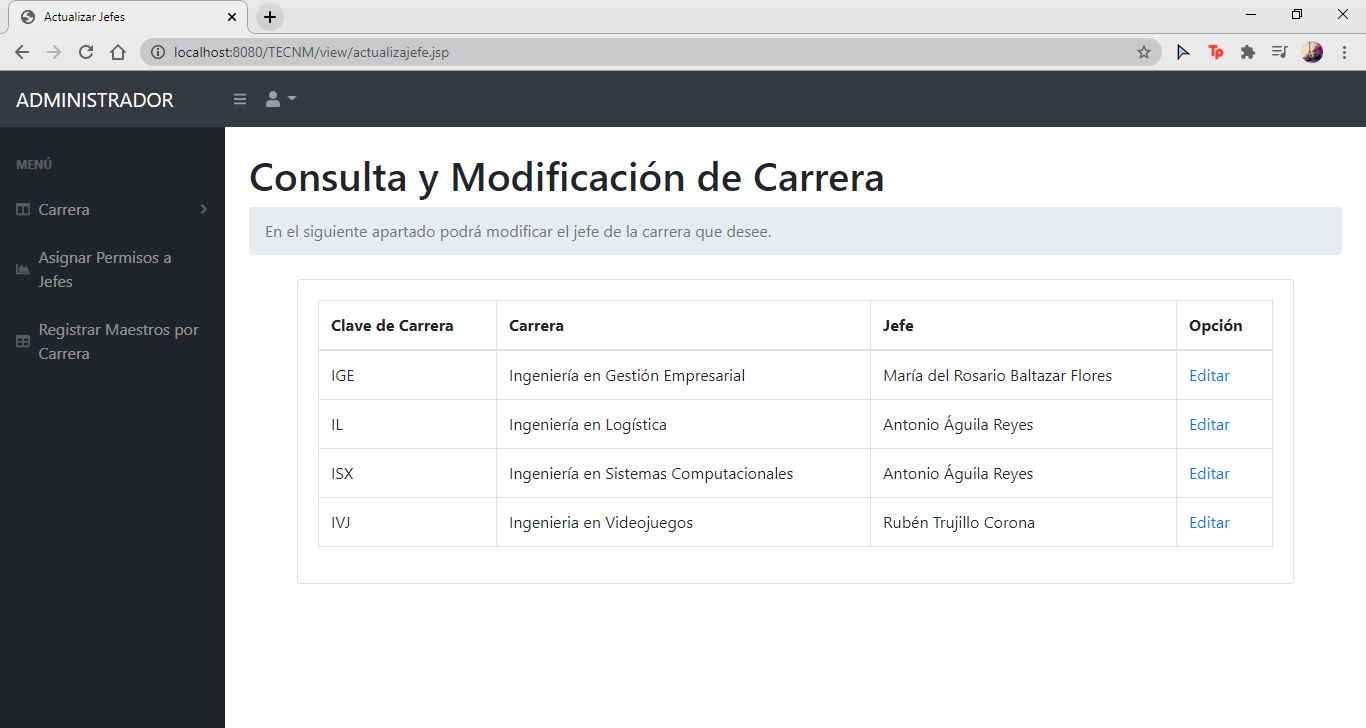 Actualizar Jefes
localhost:8080/TECNM/view/actualizajefe.jsp
Tp
ADMINISTRADOR
MENÚ
Carrera
Asignar Permisos a
Jefes
Registrar Maestros por
Carrera
Consulta y Modificación de Carrera
En el siguiente apartado podrá modificar el jefe de la carrera que desee.
Clave de Carrera Carrera Jefe Opción
IGE Ingeniería en Gestión Empresarial María del Rosario Baltazar Flores Editar
IL Ingeniería en Logística Antonio Águila Reyes Editar
ISX Ingeniería en Sistemas Computacionales Antonio Águila Reyes Editar
IVJ Ingenieria en Videojuegos Rubén Trujillo Corona Editar